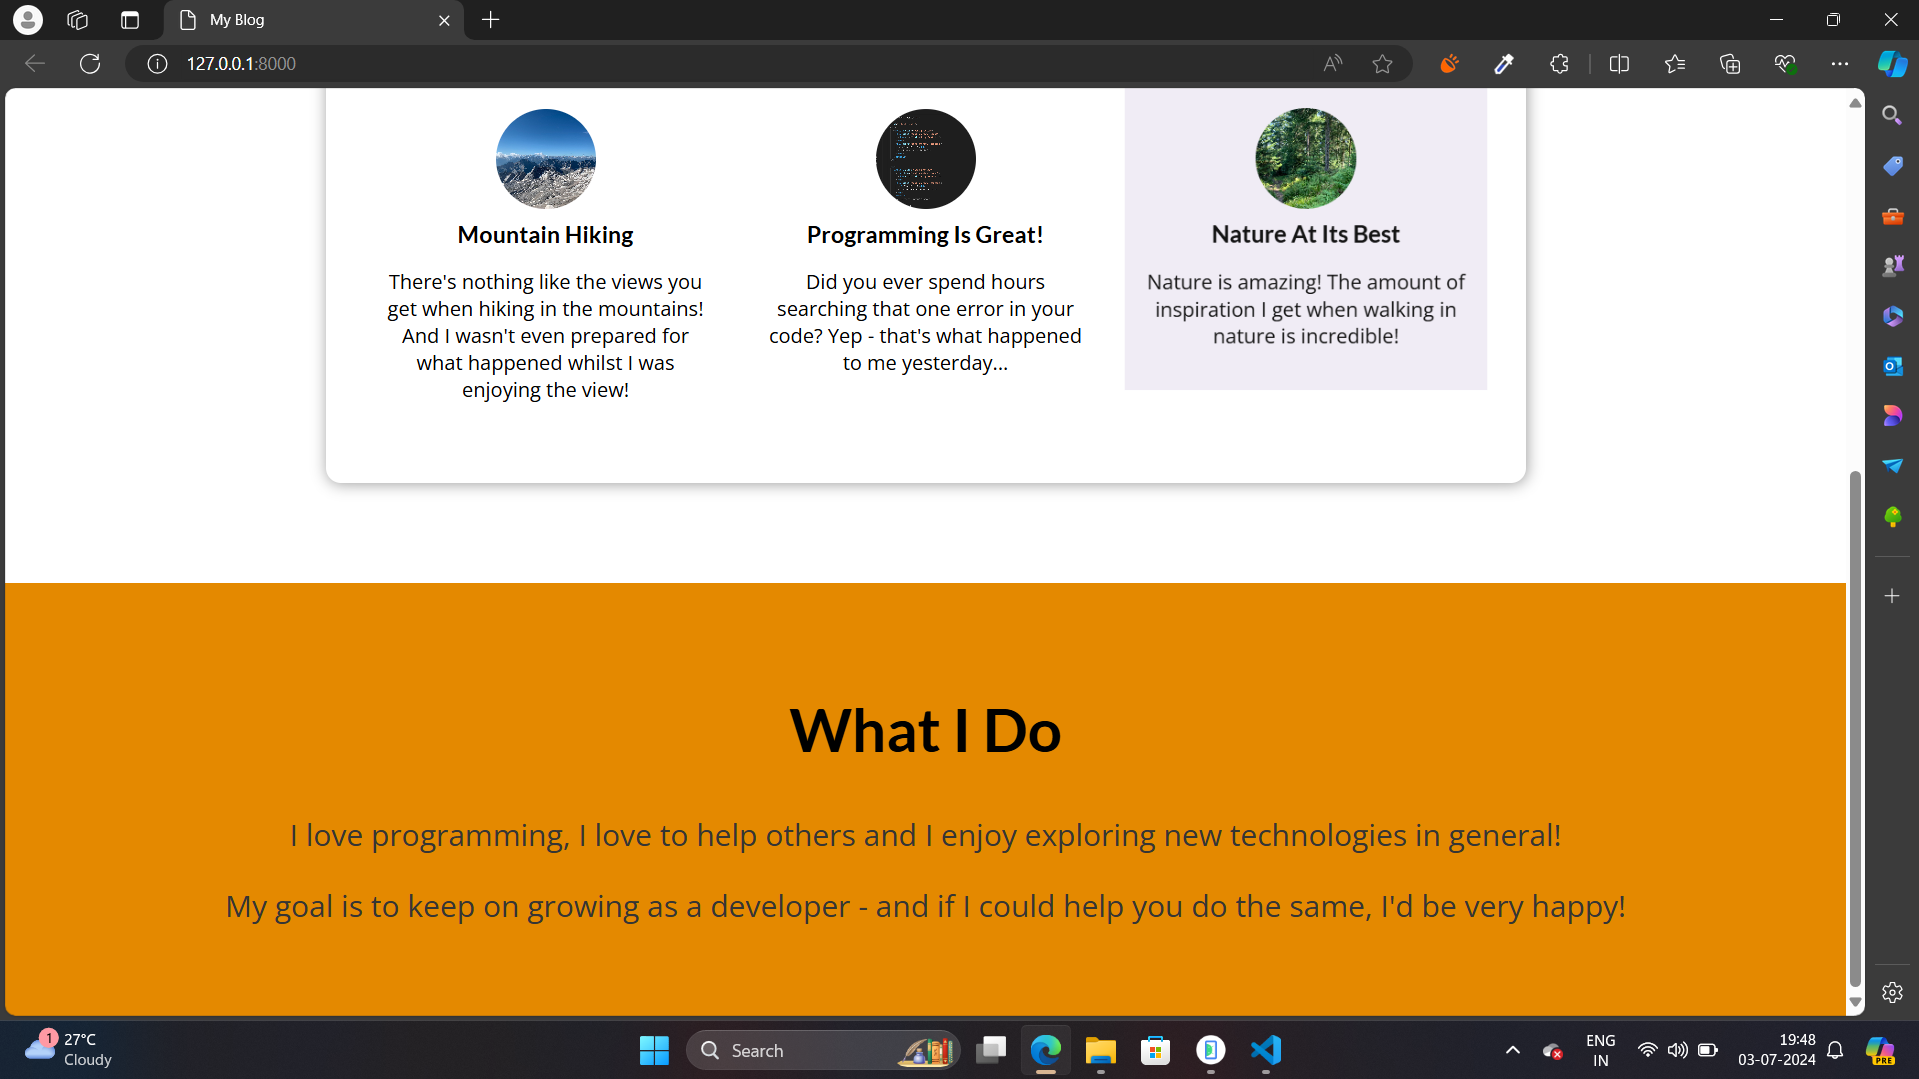 My Blog
127.0.0.1:8000
Mountain Hiking
There's nothing like the views you
get when hiking in the mountains!
And I wasn't even prepared for
what happened whilst I was
enjoying the view!
Programming Is Great!
Did you ever spend hours
searching that one error in your
code? Yep - that's what happened
to me yesterday...
Nature At Its Best
Nature is amazing! The amount of
inspiration I get when walking in
nature is incredible!
What I Do
I love programming, I love to help others and I enjoy exploring new technologies in general!
My goal is to keep on growing as a developer - and if I could help you do the same, I'd be very happy!
1
27°C
Cloudy
Search
ENG
IN
19:48
03-07-2024
PRE